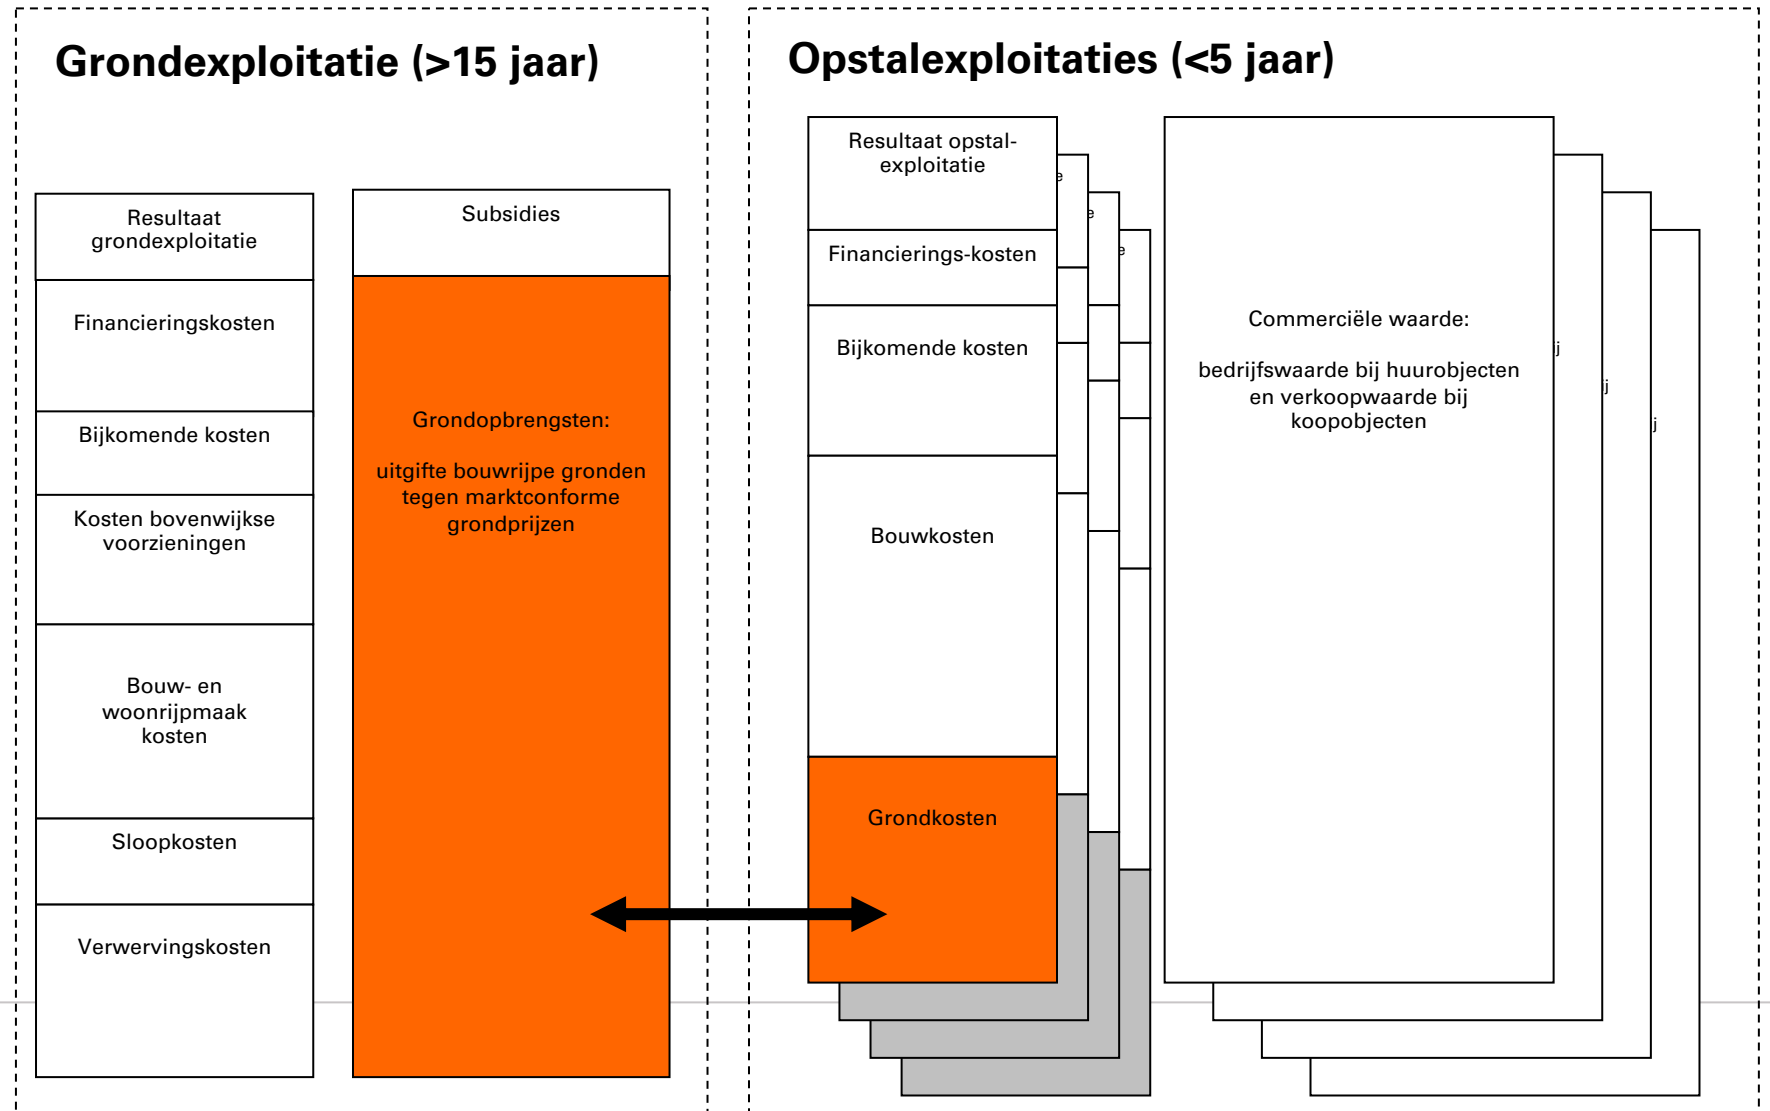 Grondexploitatie (>15 jaar)
Resultaat
grondexploitatie
Financieringskosten
Bijkomende kosten
Kosten bovenwijkse
voorzieningen
Bouw- en
woonrijpmaak
kosten
Sloopkosten
Verwervingskosten
Subsidies
Grondopbrengsten:
uitgifte bouwrijpe gronden
tegen marktconforme
grondprijzen
Opstalexploitaties (<5 jaar)
Resultaat opstal-
exploitatie
Financierings-kosten
Bijkomende kosten
Bouwkosten
Grondkosten
e
e
e
Commerciële waarde:
bedrijfswaarde bij huurobjecten
en verkoopwaarde bij
koopobjecten
ij
ij
j